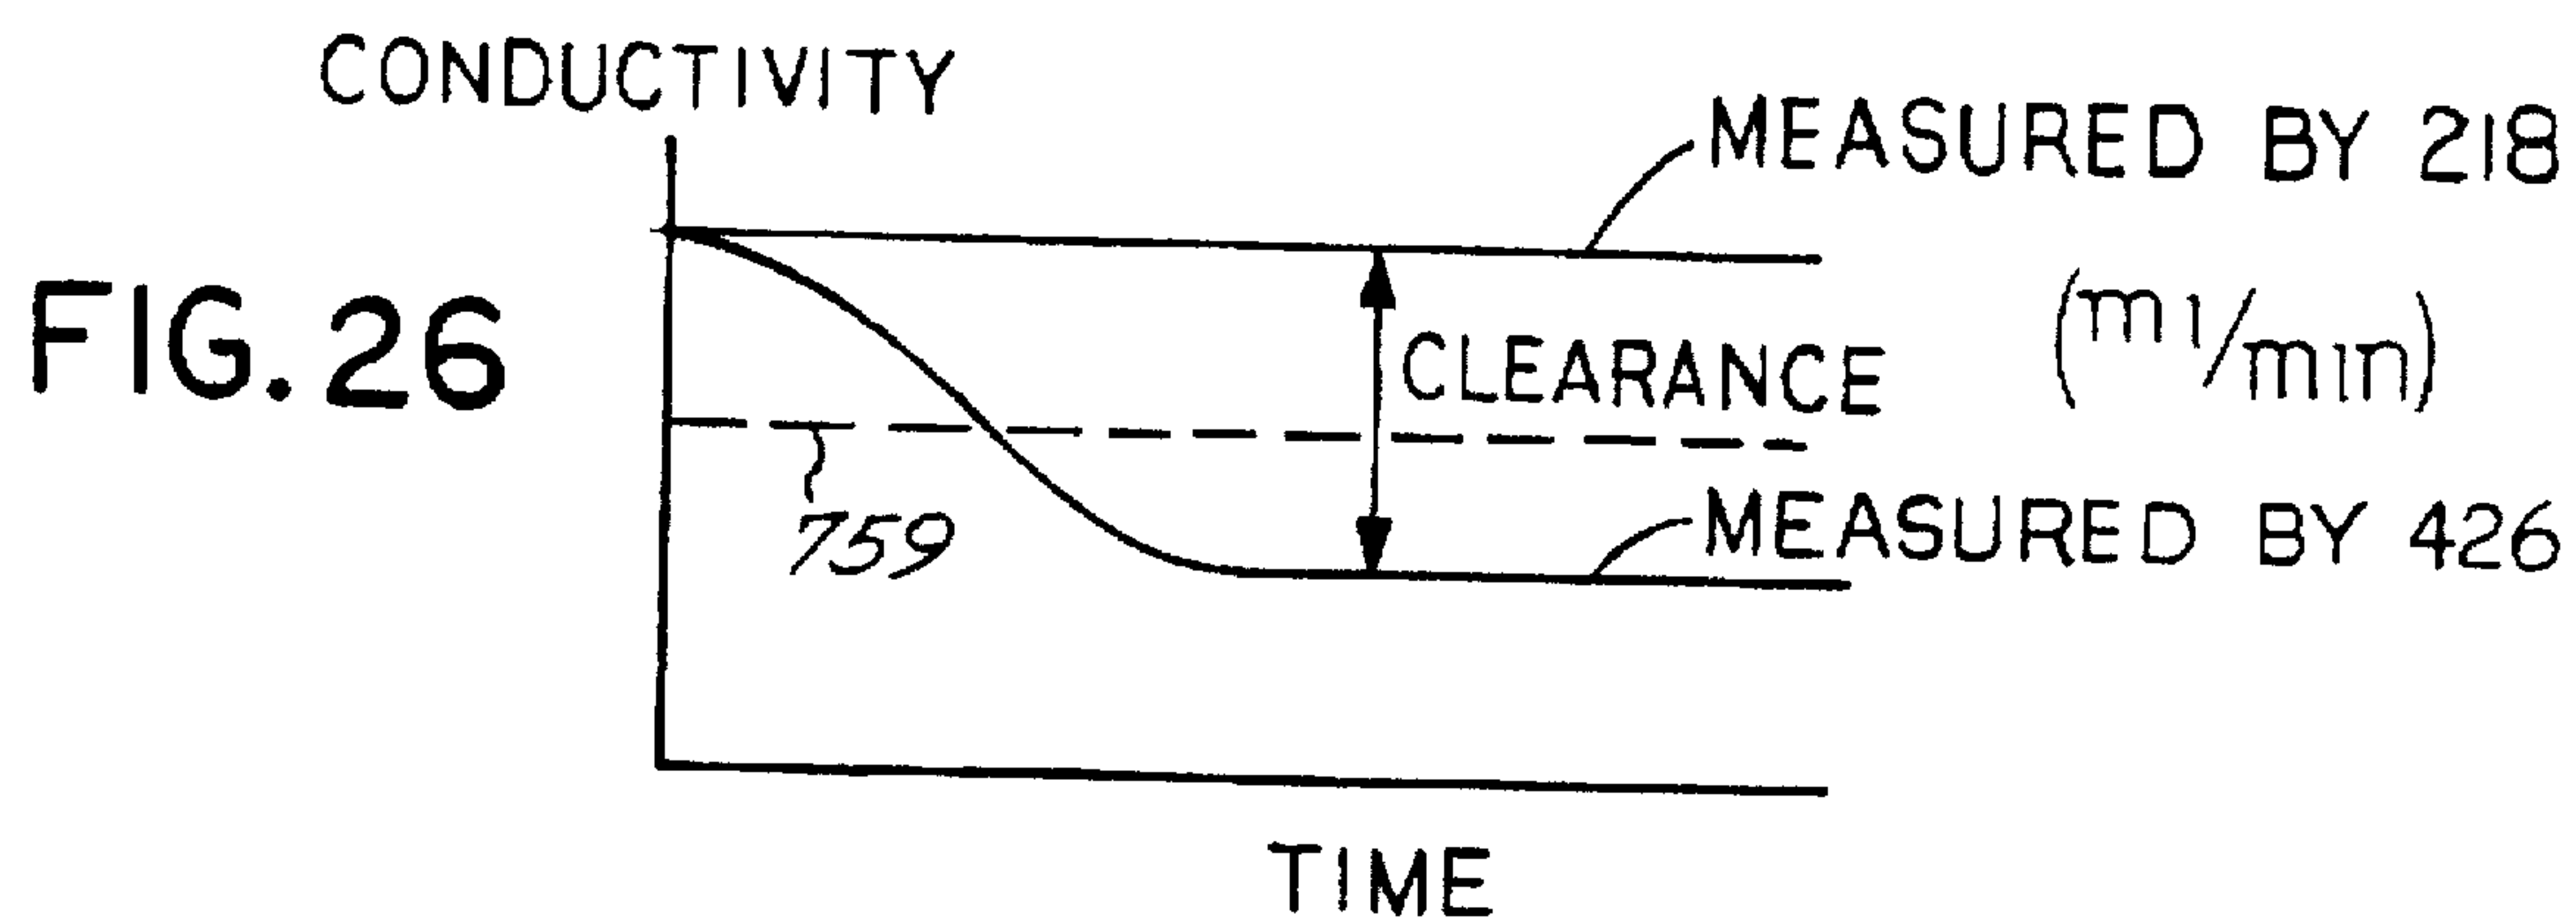 CONDUCTIVITY
MEASURED BY 218
FIG. 26
CLEARANCE (ml/min)
759
MEASURED BY 426
TIME